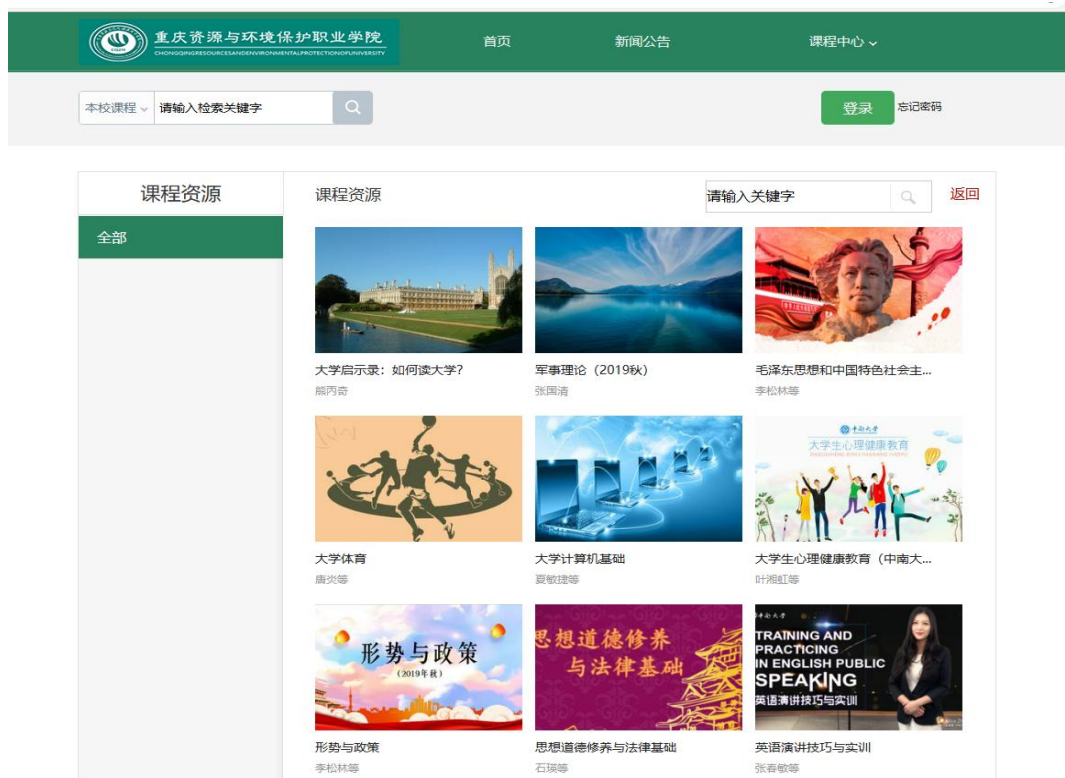 重庆资源与环境保护职业学院
CHONGQINGRESOURCESANDENVIRONMENTALPROTECTIONOFUNIVERSITY
首页
新闻公告
课程中心
本校课程
请输入检索关键字
登录
忘记密码
课程资源
全部
课程资源
请输入关键字
返回
大学启示录：如何读大学？
熊丙奇
军事理论（2019秋）
张国清
毛泽东思想和中国特色社会主...
李松林等
大学体育
唐炎等
大学计算机基础
夏敏捷等
中南大学
大学生心理健康教育
大学生心理健康教育（中南大...
叶湘虹等
形势与政策
（2019年秋）
形势与政策
李松林等
思想道德修养
与法律基础
思想道德修养与法律基础
石瑛等
中南大学
TRAINING AND
PRACTICING
IN ENGLISH PUBLIC
SPEAKING
英语演讲技巧与实训
英语演讲技巧与实训
张春敏等